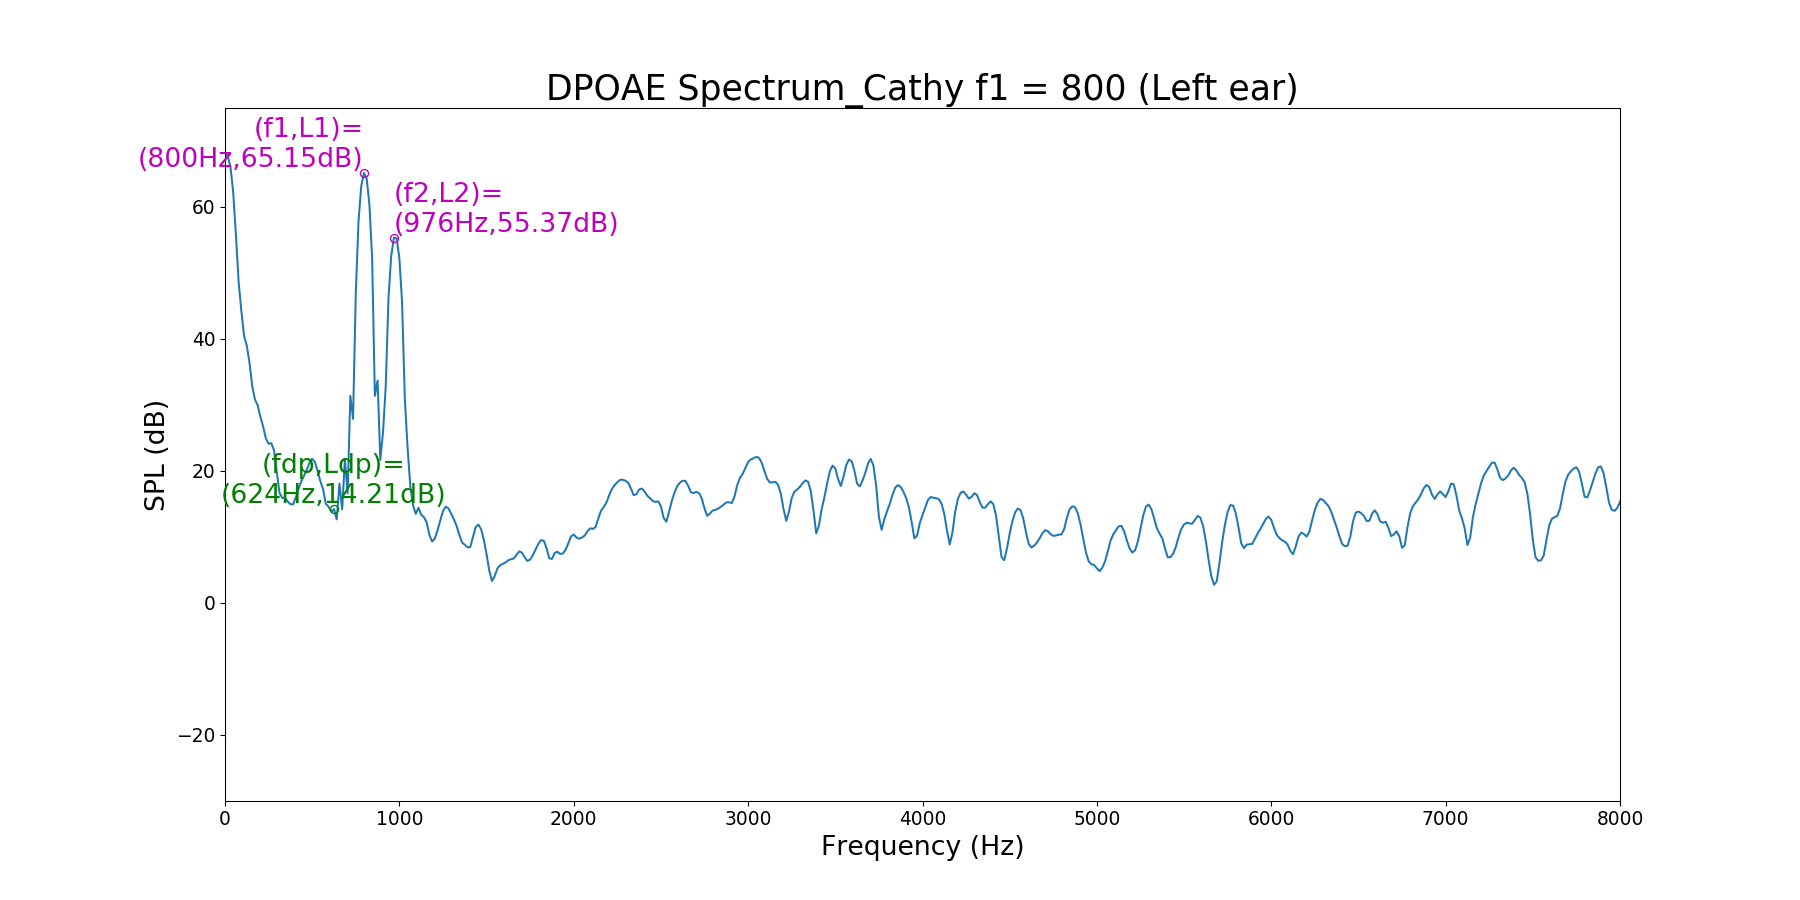 DPOAE Spectrum_Cathy f1 = 800 (Left ear)
(f1,L1)=
(800Hz,65.15dB)
(f2,L2)=
(976Hz,55.37dB)
(fdp,Ldp)=
(624Hz,14.21dB)
SPL (dB)
60
40
20
0
−20
0 1000 2000 3000 4000 5000 6000 7000 8000
Frequency (Hz)